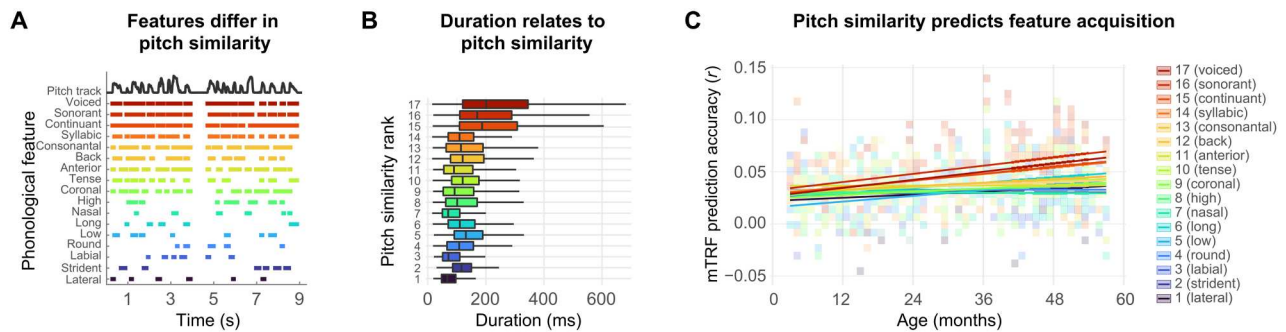 A
Features differ in
pitch similarity
Phonological feature
Pitch track
Voiced
Sonorant
Continuant
Syllabic
Consonantal
Back
Anterior
Tense
Coronal
High
Nasal
Long
Low
Round
Labial
Strident
Lateral
1 3 5 7 9
Time (s)
B
Duration relates to
pitch similarity
Pitch similarity rank
17
16
15
14
13
12
11
10
9
8
7
6
5
4
3
2
1
0 200 400 600
Duration (ms)
C
Pitch similarity predicts feature acquisition
mTRF prediction accuracy (r)
0.15
0.10
0.05
0.00
−0.05
0 12 24 36 48 60
Age (months)
17 (voiced)
16 (sonorant)
15 (continuant)
14 (syllabic)
13 (consonantal)
12 (back)
11 (anterior)
10 (tense)
9 (coronal)
8 (high)
7 (nasal)
6 (long)
5 (low)
4 (round)
3 (labial)
2 (strident)
1 (lateral)